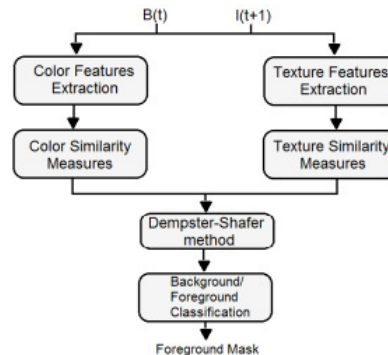 B(t) I(t+1)
Color Features
Extraction
Texture Features
Extraction
Color Similarity
Measures
Texture Similarity
Measures
Dempster-Shafer
method
Background/
Foreground
Classification
Foreground Mask